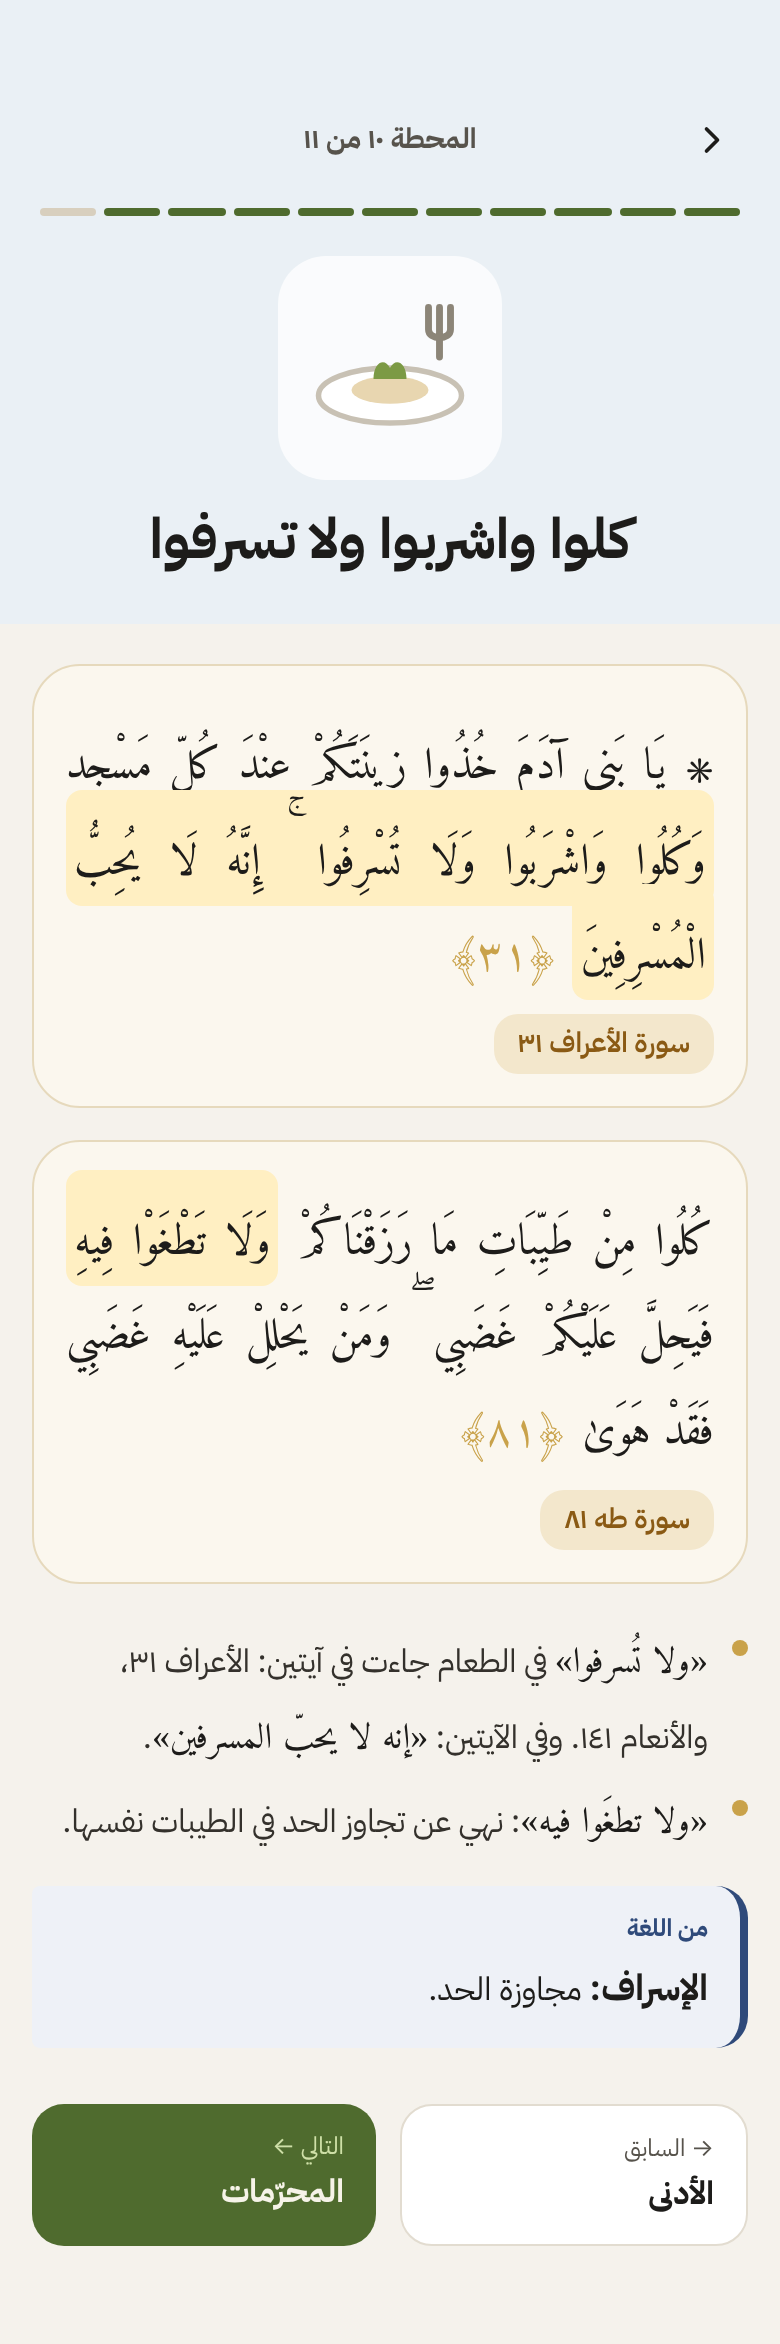 المحطة ١٠ من ١١
كلوا واشربوا ولا تسرفوا
* يَا بَنِي آدَمَ خُذُوا زِينَتَكُمْ عِنْدَ كُلِّ مَسْجِدٍ
وَكُلُوا وَاشْرَبُوا وَلَا تُسْرِفُوا ۚ إِنَّهُ لَا يُحِبُّ
الْمُسْرِفِينَ ﴿٣١﴾
سورة الأعراف ٣١
كُلُوا مِنْ طَيِّبَاتِ مَا رَزَقْنَاكُمْ وَلَا تَطْغَوْا فِيهِ
فَيَحِلَّ عَلَيْكُمْ غَضَبِي ۖ وَمَنْ يَحْلِلْ عَلَيْهِ غَضَبِي
فَقَدْ هَوَىٰ ﴿٨١﴾
سورة طه ٨١
«ولا تُسرفوا» في الطعام جاءت في آيتين: الأعراف ٣١،
والأنعام ١٤١. وفي الآيتين: «إنه لا يحبّ المسرفين».
«ولا تطغَوا فيه»: نهي عن تجاوز الحد في الطيبات نفسها.
من اللغة
الإسراف: مجاوزة الحد.
→ السابق
الأدنى
التالي ←
المحرّمات